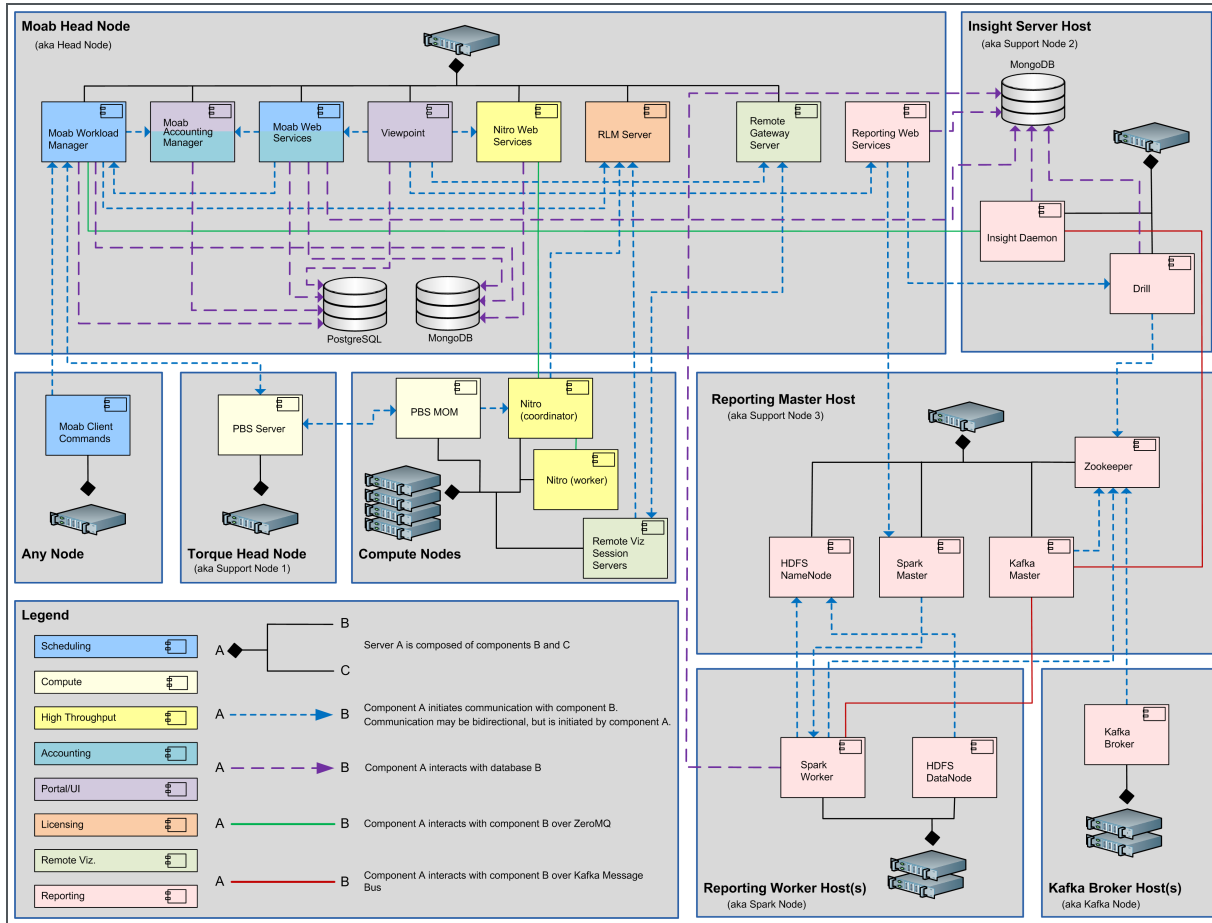 Moab Head Node
(aka Head Node)
Moab Workload
Manager
Moab
Accounting
Manager
Moab Web
Services
Viewpoint
Nitro Web
Services
RLM Server
Remote
Gateway
Server
Reporting Web
Services
PostgreSQL
MongoDB
Insight Server Host
(aka Support Node 2)
MongoDB
Insight Daemon
Drill
Moab Client
Commands
Any Node
PBS Server
Torque Head Node
(aka Support Node 1)
PBS MOM
Nitro
(coordinator)
Nitro (worker)
Remote Viz
Session
Servers
Compute Nodes
Reporting Master Host
(aka Support Node 3)
Zookeeper
HDFS
NameNode
Spark
Master
Kafka
Master
Legend
Scheduling
Compute
High Throughput
Accounting
Portal/UI
Licensing
Remote Viz.
Reporting
A
B
C
Server A is composed of components B and C
A
B
Component A initiates communication with component B.
Communication may be bidirectional, but is initiated by component A.
A
B
Component A interacts with database B
A
B
Component A interacts with component B over ZeroMQ
A
B
Component A interacts with component B over Kafka Message
Bus
Spark
Worker
HDFS
DataNode
Reporting Worker Host(s)
(aka Spark Node)
Kafka
Broker
Kafka Broker Host(s)
(aka Kafka Node)